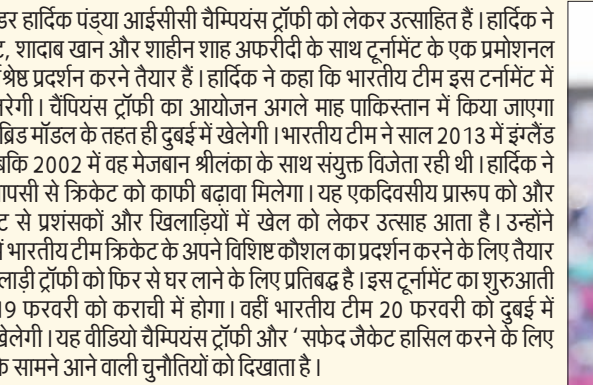 डर हार्दिक पंड्या आईसीसी चैम्पियंस ट्रॉफी को लेकर उत्साहित हैं । हार्दिक ने
ट, शादाब खान और शाहीन शाह अफरीदी के साथ टूर्नामेंट के एक प्रमोशनल
श्रेष्ठ प्रदर्शन करने तैयार हैं । हार्दिक ने कहा कि भारतीय टीम इस टर्नामेंट में
रेगी । चैंपियंस ट्रॉफी का आयोजन अगले माह पाकिस्तान में किया जाएगा
ब्रिड मॉडल के तहत ही दुबई में खेलेगी । भारतीय टीम ने साल 2013 में इंग्लैंड
बकि 2002 में वह मेजबान श्रीलंका के साथ संयुक्त विजेता रही थी । हार्दिक ने
ापसी से क्रिकेट को काफी बढ़ावा मिलेगा । यह एकदिवसीय प्रारूप को और
ट से प्रशंसकों और खिलाड़ियों में खेल को लेकर उत्साह आता है । उन्होंने
ं भारतीय टीम क्रिकेट के अपने विशिष्ट कौशल का प्रदर्शन करने के लिए तैयार
लाड़ी ट्रॉफी को फिर से घर लाने के लिए प्रतिबद्ध है । इस टूर्नामेंट का शुरुआती
19 फरवरी को कराची में होगा । वहीं भारतीय टीम 20 फरवरी को दुबई में
खेलेगी । यह वीडियो चैम्पियंस ट्रॉफी और ‘ सफेद जैकेट हासिल करने के लिए
के सामने आने वाली चुनौतियों को दिखाता है ।